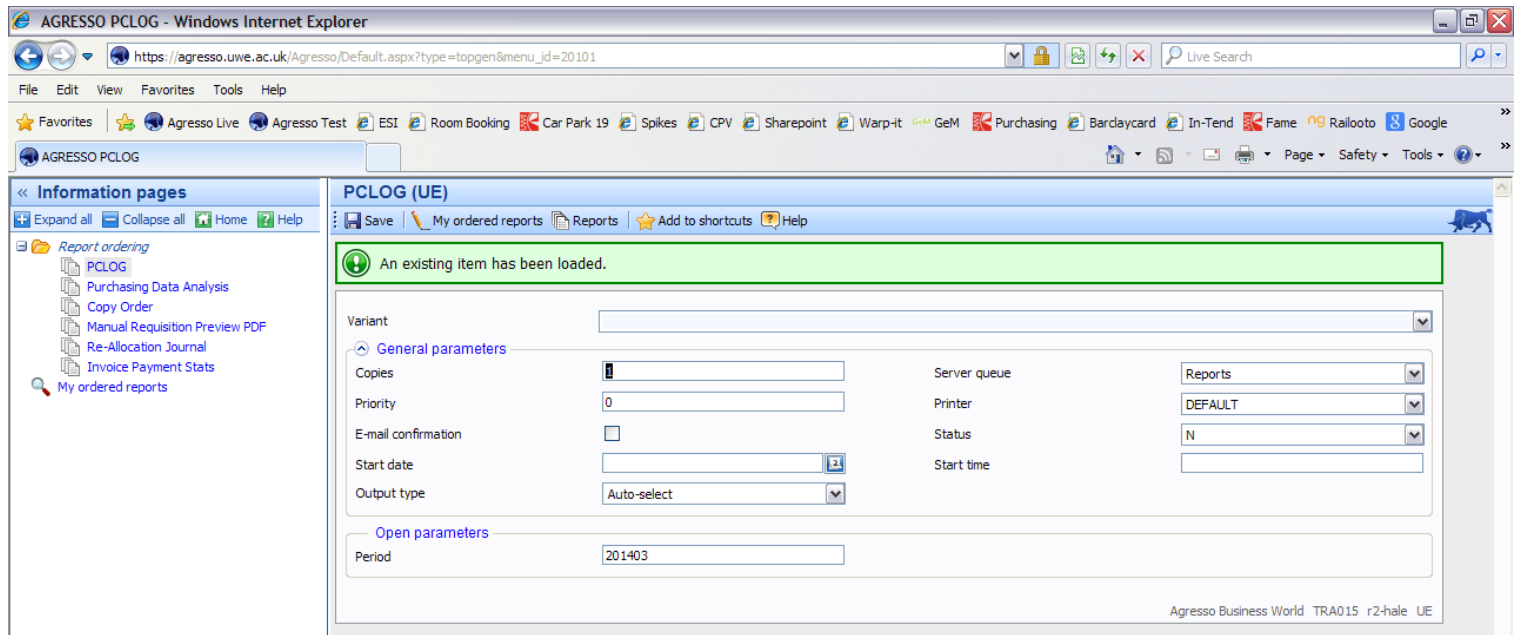 AGRESSO PCLOG - Windows Internet Explorer
https://agresso.uwe.ac.uk/Agresso/Default.aspx?type=topgen&menu_id=20101
Live Search
File Edit View Favorites Tools Help
Favorites Agresso Live Agresso Test ESI Room Booking Car Park 19 Spikes CPV Sharepoint Warp-it GeM GeM Purchasing Bardaycard In-Tend Fame ng Railooto 8 Google »
AGRESSO PCLOG
Page Safety Tools »
« Information pages
Expand all Collapse all Home Help
Report ordering
PCLOG
Purchasing Data Analysis
Copy Order
Manual Requisition Preview PDF
Re-Allocation Journal
Invoice Payment Stats
My ordered reports
PCLOG (UE)
Save My ordered reports Reports Add to shortcuts Help
An existing item has been loaded.
Variant
General parameters
Copies 1 Server queue Reports
Priority 0 Printer DEFAULT
E-mail confirmation Status N
Start date Start time
Output type Auto-select
Open parameters
Period 201403
Agresso Business World TRA015 r2-hale UE